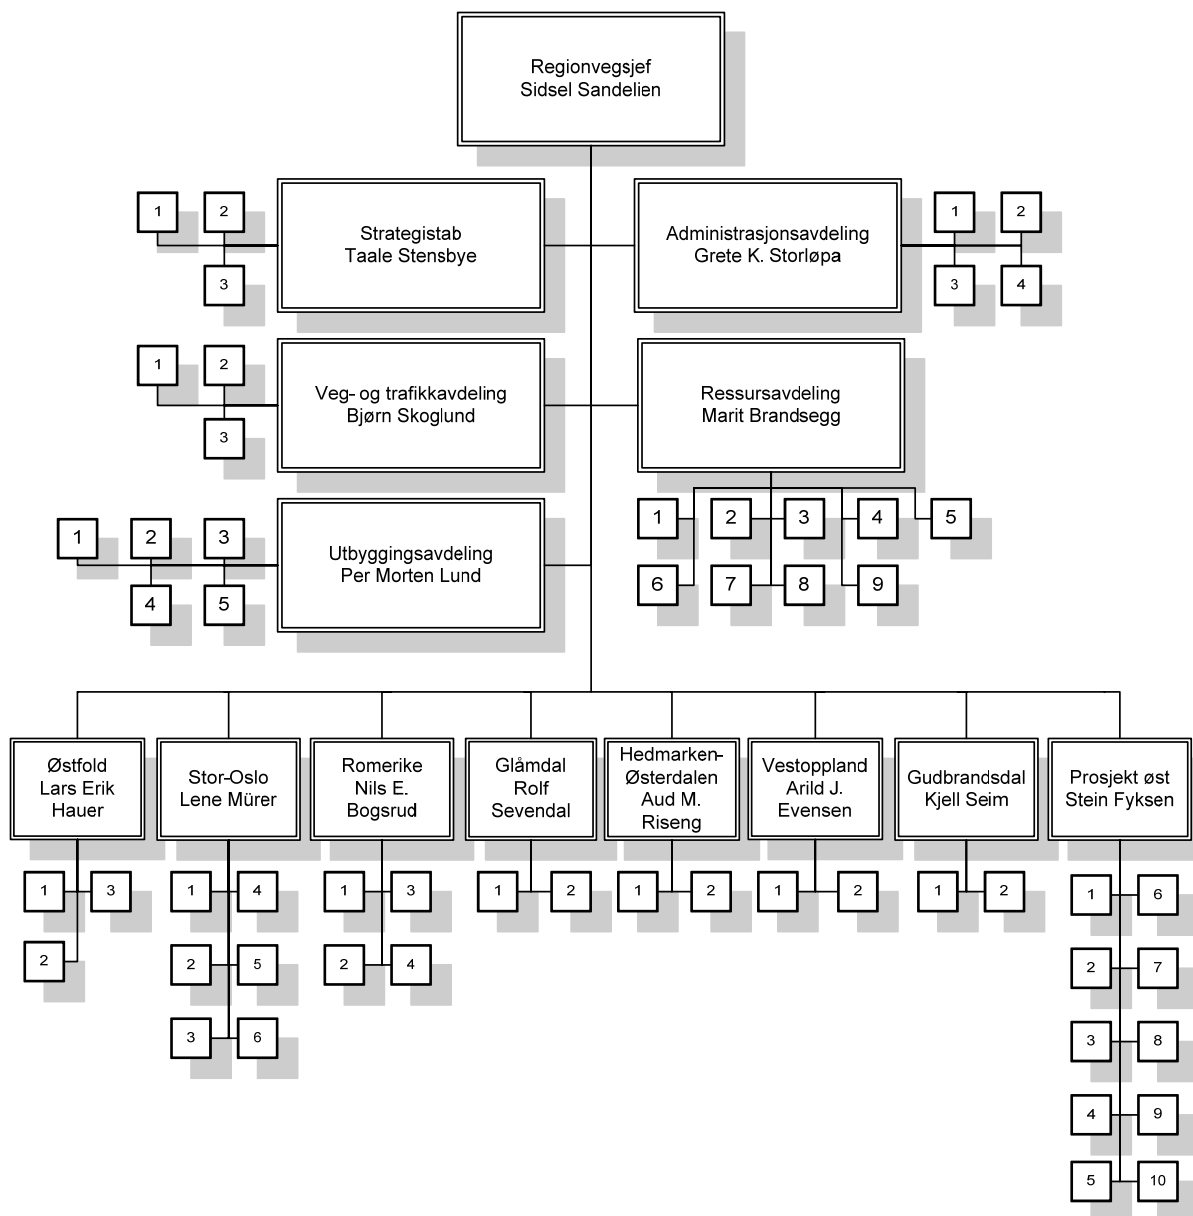 Regionvegsjef
Sidsel Sandelien
1
2
3
Strategistab
Taale Stensbye
Administrasjonsavdeling
Grete K. Storløpa
1
2
3
4
1
2
3
Veg- og trafikkavdeling
Bjørn Skoglund
Ressursavdeling
Marit Brandsegg
1
2
3
4
5
6
7
8
9
1
2
3
4
5
Utbyggingsavdeling
Per Morten Lund
Østfold
Lars Erik
Hauer
1
3
2
Stor-Oslo
Lene Mürer
1
4
2
5
3
6
Romerike
Nils E.
Bogsrud
1
3
2
4
Glåmdal
Rolf
Sevendal
1
2
Hedmarken-
Østerdalen
Aud M.
Riseng
1
2
Vestoppland
Arild J.
Evensen
1
2
Gudbrandsdal
Kjell Seim
1
2
Prosjekt øst
Stein Fyksen
1
6
2
7
3
8
4
9
5
10